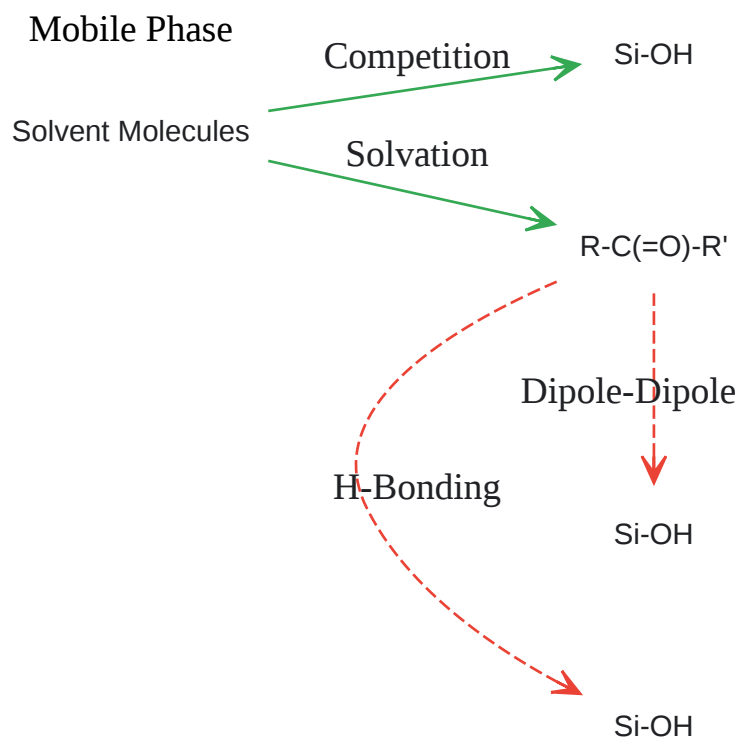 Mobile Phase
Competition
Si-OH
Solvent Molecules
Solvation
R-C(=O)-R'
Dipole-Dipole
H-Bonding
Si-OH
Si-OH